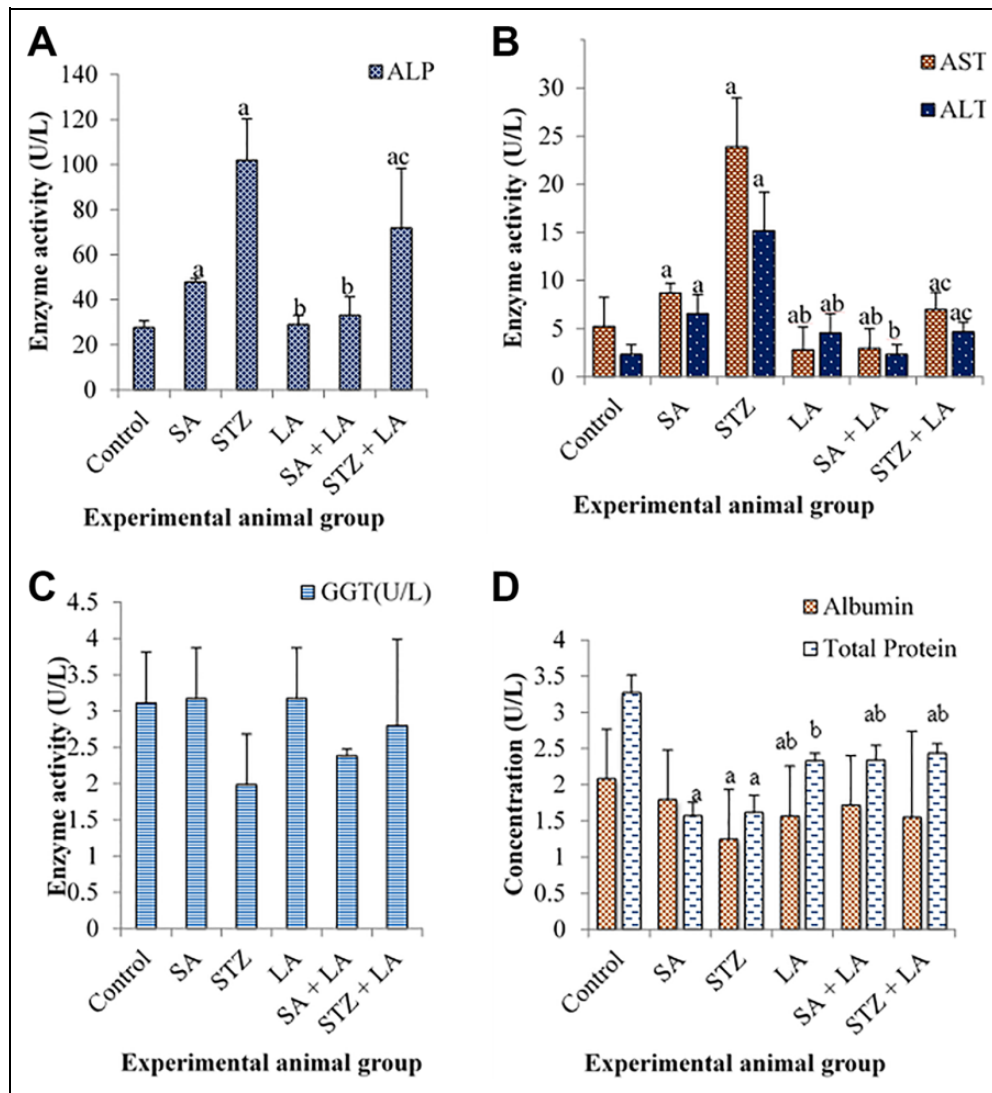 A
ALP
Enzyme activity (U/L)
140
120
100
80
60
40
20
0
a
a
b
b
ac
Control
SA
STZ
LA
SA + LA
STZ + LA
Experimental animal group
B
AST
ALT
Enzyme activity (U/L)
30
25
20
15
10
5
0
a
a
a
a
ab
ab
ab
b
ac
ac
Control
SA
STZ
LA
SA + LA
STZ + LA
Experimental animal group
C
GGT(U/L)
Enzyme activity (U/L)
4.5
4
3.5
3
2.5
2
1.5
1
0.5
0
Control
SA
STZ
LA
SA + LA
STZ + LA
Experimental animal group
D
Albumin
Total Protein
Concentration (U/L)
4
3.5
3
2.5
2
1.5
1
0.5
0
a
a
a
ab
b
ab
ab
Control
SA
STZ
LA
SA + LA
STZ + LA
Experimental animal group